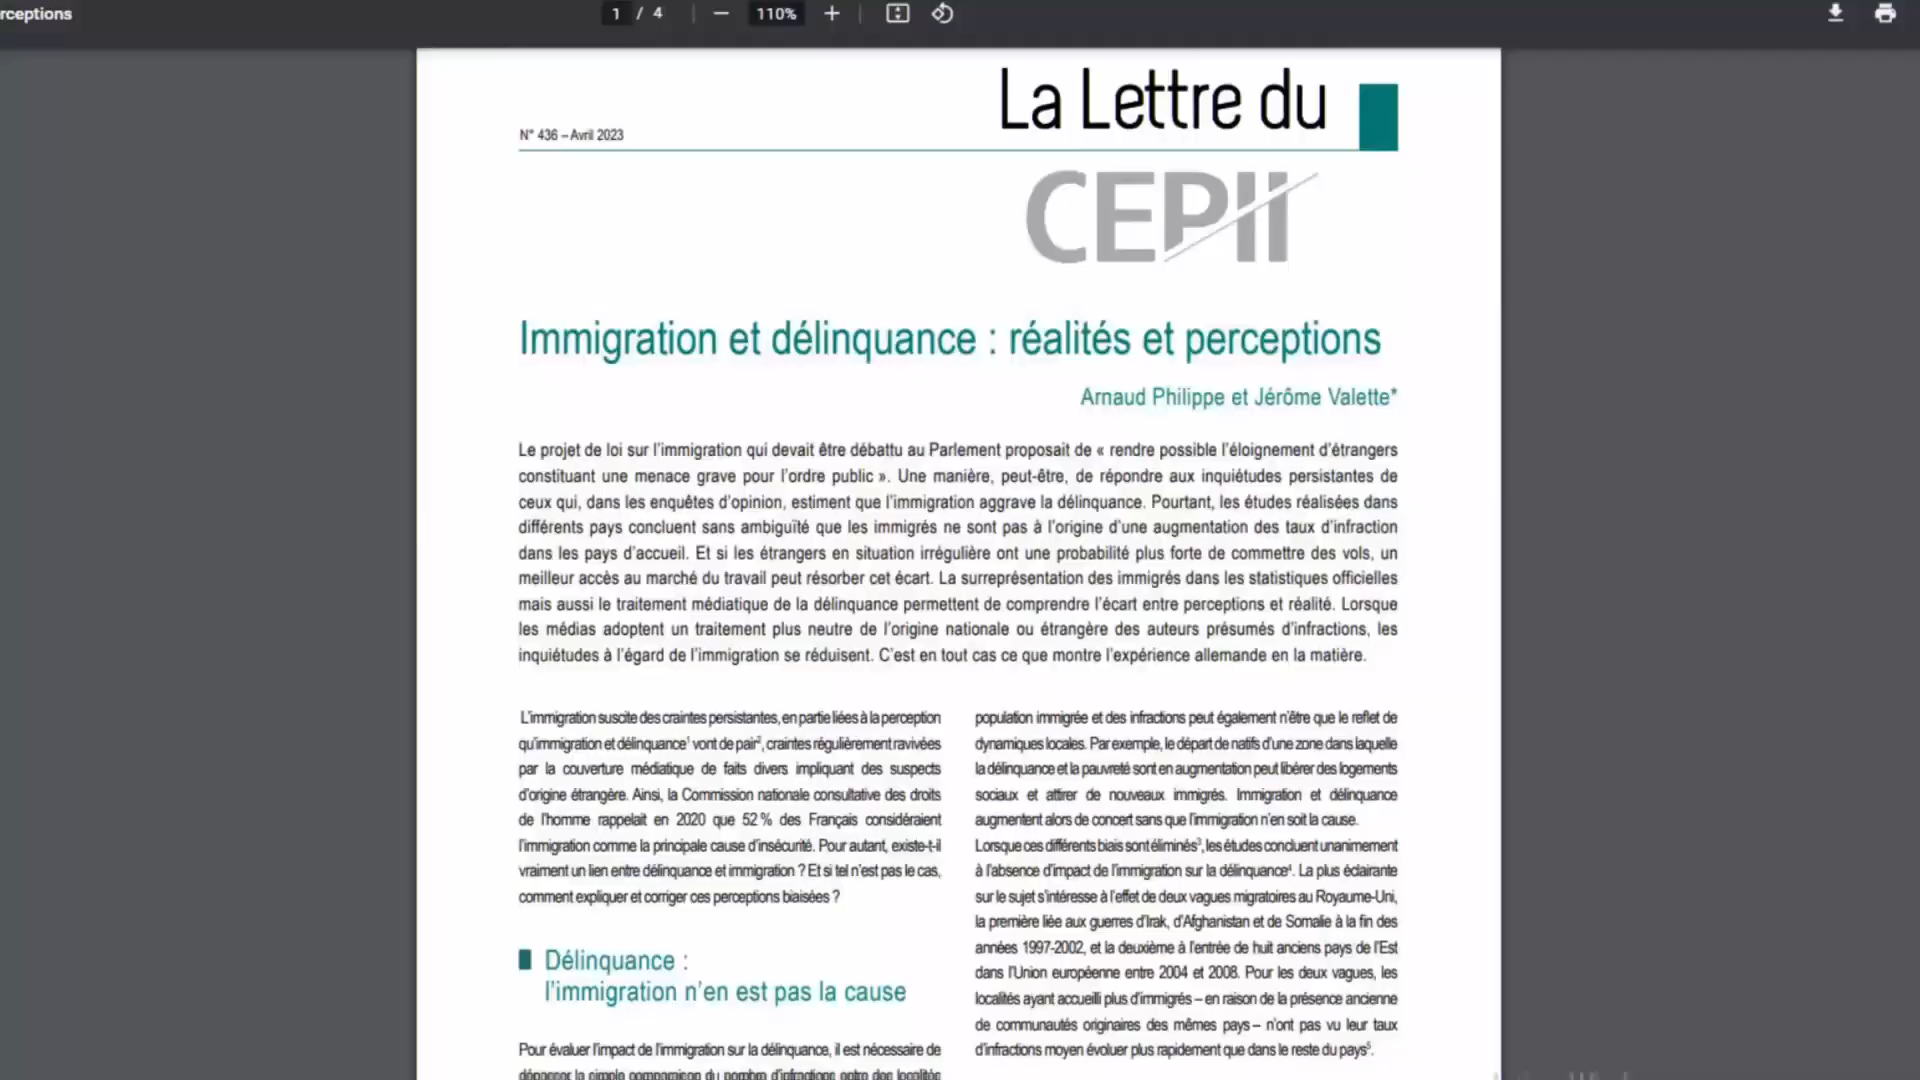 rceptions
1 / 4
110%
La Lettre du
N° 436 – Avril 2023
CEPII
Immigration et délinquance : réalités et perceptions
Arnaud Philippe et Jérôme Valette*
Le projet de loi sur l'immigration qui devait être débattu au Parlement proposait de « rendre possible l'éloignement d'étrangers
constituant une menace grave pour l'ordre public ». Une manière, peut-être, de répondre aux inquiétudes persistantes de
ceux qui, dans les enquêtes d'opinion, estiment que l'immigration aggrave la délinquance. Pourtant, les études réalisées dans
différents pays concluent sans ambiguïté que les immigrés ne sont pas à l'origine d'une augmentation des taux d'infraction
dans les pays d'accueil. Et si les étrangers en situation irrégulière ont une probabilité plus forte de commettre des vols, un
meilleur accès au marché du travail peut résorber cet écart. La surreprésentation des immigrés dans les statistiques officielles
mais aussi le traitement médiatique de la délinquance permettent de comprendre l'écart entre perceptions et réalité. Lorsque
les médias adoptent un traitement plus neutre de l'origine nationale ou étrangère des auteurs présumés d'infractions, les
inquiétudes à l'égard de l'immigration se réduisent. C'est en tout cas ce que montre l'expérience allemande en la matière.
L'immigration suscite des craintes persistantes, en partie liées à la perception
qu'immigration et délinquance¹ vont de pair², craintes régulièrement ravivées
par la couverture médiatique de faits divers impliquant des suspects
d'origine étrangère. Ainsi, la Commission nationale consultative des droits
de l'homme rappelait en 2020 que 52 % des Français considéraient
l'immigration comme la principale cause d'insécurité. Pour autant, existe-t-il
vraiment un lien entre délinquance et immigration ? Et si tel n'est pas le cas,
comment expliquer et corriger ces perceptions biaisées ?
Délinquance :
l'immigration n'en est pas la cause
Pour évaluer l'impact de l'immigration sur la délinquance, il est nécessaire de
dépasser la simple comparaison du nombre d'infractions entre des localités
population immigrée et des infractions peut également n'être que le reflet de
dynamiques locales. Par exemple, le départ de natifs d'une zone dans laquelle
la délinquance et la pauvreté sont en augmentation peut libérer des logements
sociaux et attirer de nouveaux immigrés. Immigration et délinquance
augmentent alors de concert sans que l'immigration n'en soit la cause.
Lorsque ces différents biais sont éliminés³, les études concluent unanimement
à l'absence d'impact de l'immigration sur la délinquance⁴. La plus éclairante
sur le sujet s'intéresse à l'effet de deux vagues migratoires au Royaume-Uni,
la première liée aux guerres d'Irak, d'Afghanistan et de Somalie à la fin des
années 1997-2002, et la deuxième à l'entrée de huit anciens pays de l'Est
dans l'Union européenne entre 2004 et 2008. Pour les deux vagues, les
localités ayant accueilli plus d'immigrés – en raison de la présence ancienne
de communautés originaires des mêmes pays – n'ont pas vu leur taux
d'infractions moyen évoluer plus rapidement que dans le reste du pays⁵.